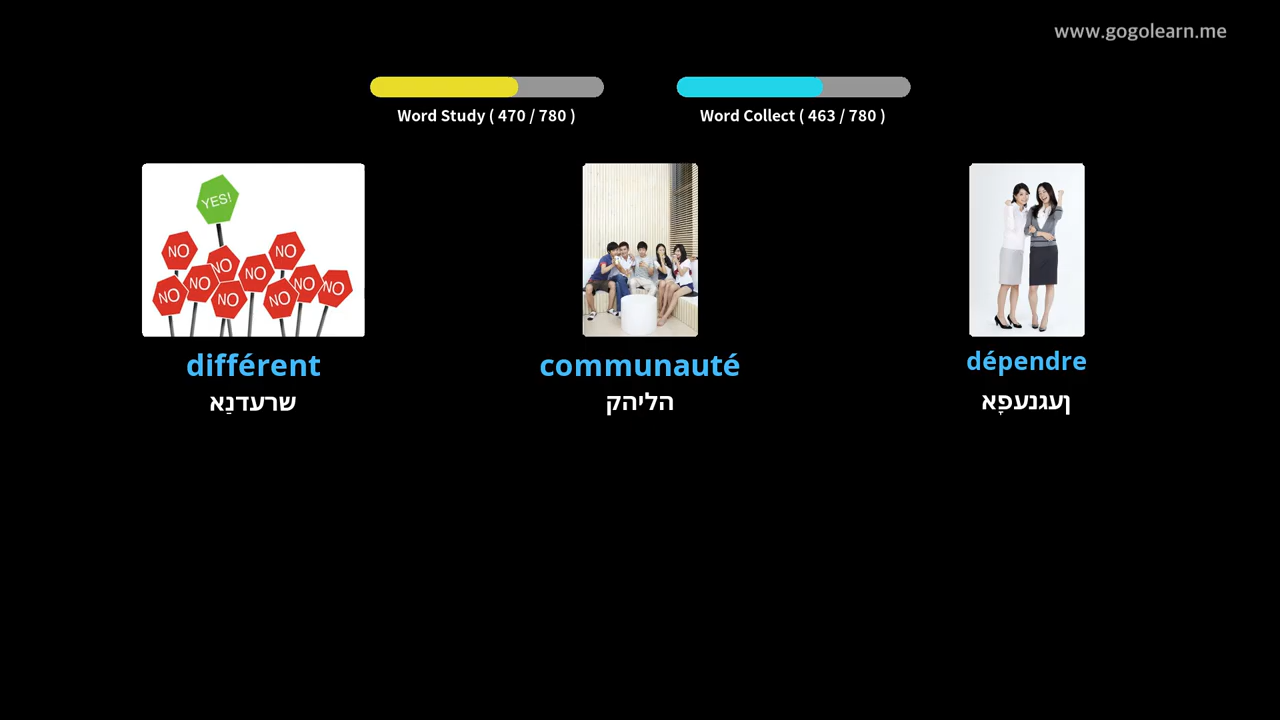 www.gogolearn.me
Word Study ( 470 / 780 )
Word Collect ( 463 / 780 )
YES!
NO
NO
NO
NO
NO
NO
NO
NO
NO
NO
différent
communauté
dépendre
שרעדנַא
הליהק
ןעגנעפָא